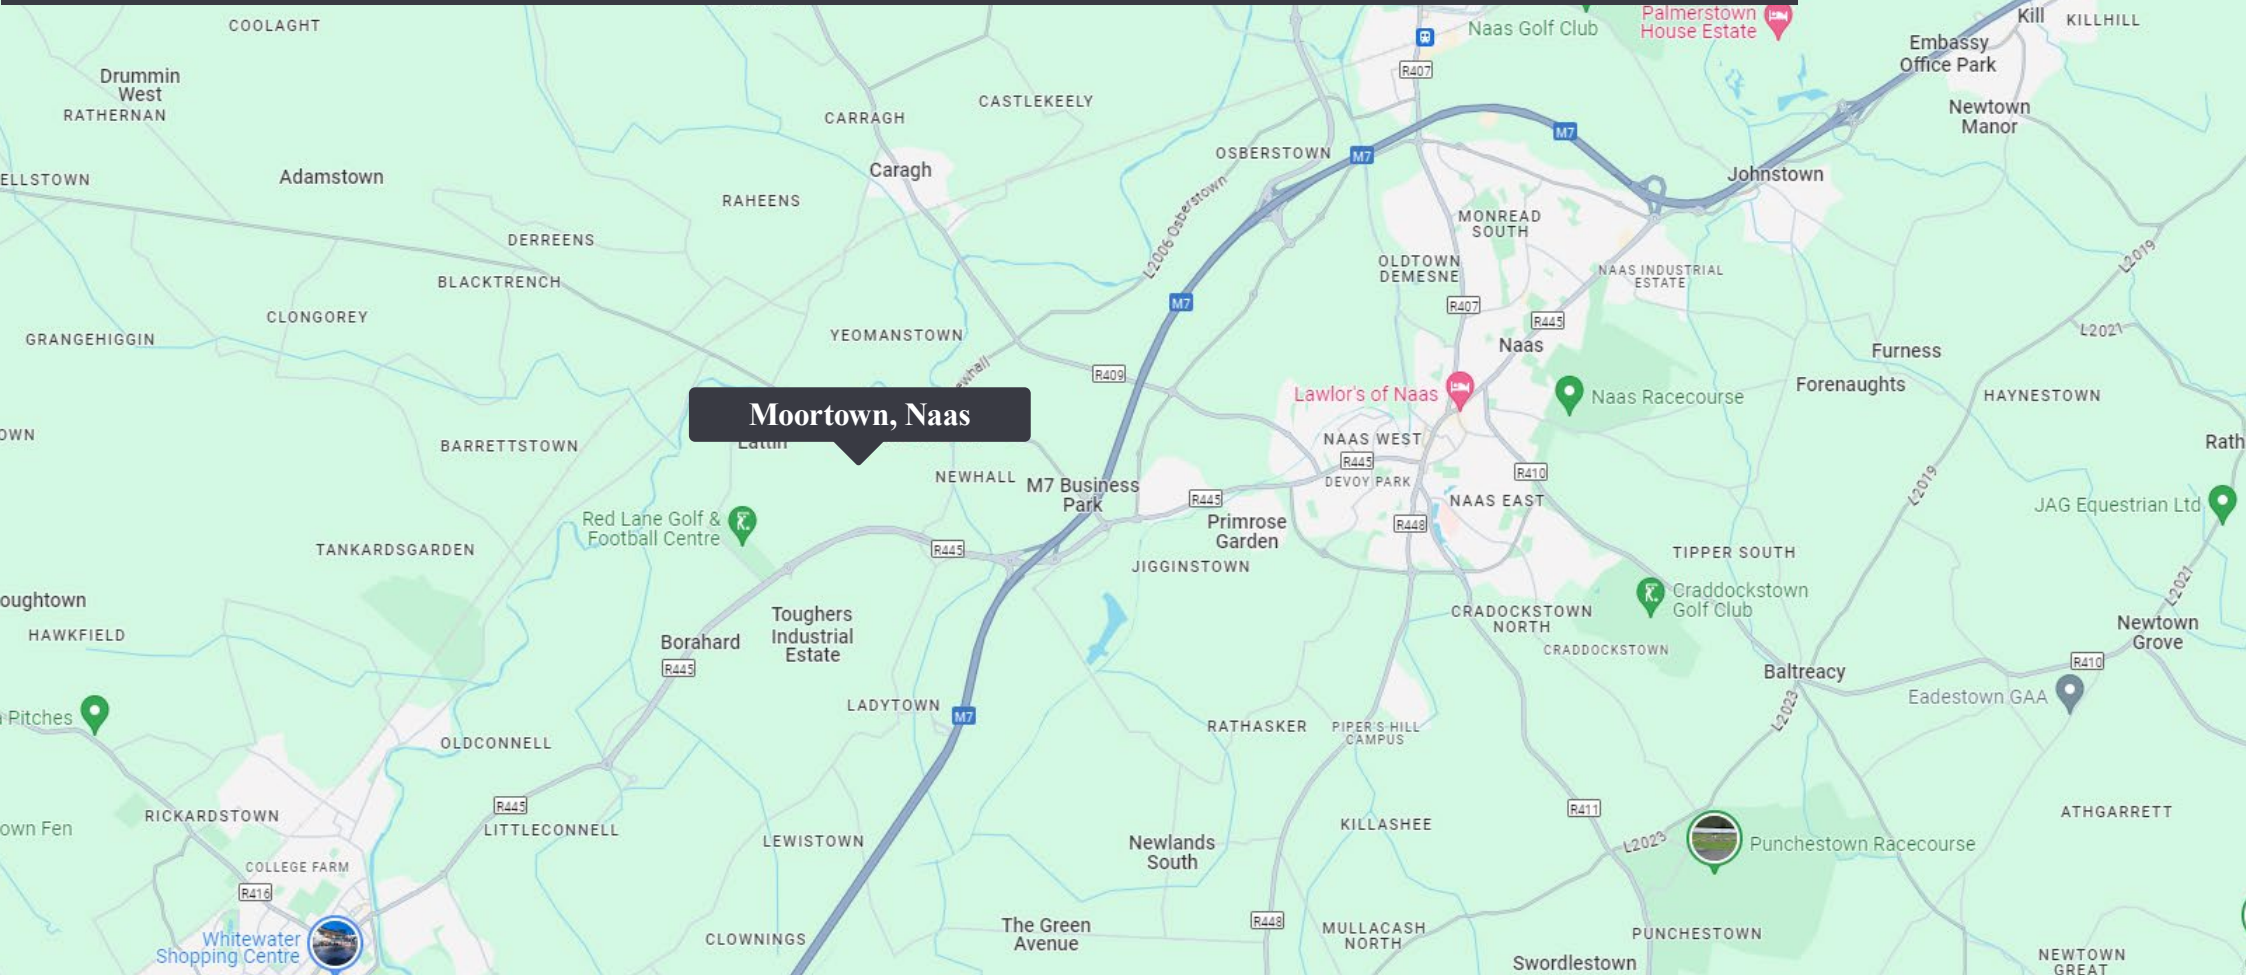 COOLAGHT
Naas Golf Club
Palmerstown
House Estate
Kill
KILLHILL
Embassy
Office Park
Drummin
West
RATHERNAN
R407
CASTLEKEELY
CARRAGH
Newtown
Manor
M7
OSBERSTOWN
M7
Caragh
Johnstown
ELLSTOWN
Adamstown
RAHEENS
L2006 Osberstown
MONREAD
SOUTH
DERREENS
L2019
OLDTOWN
DEMESNE
NAAS INDUSTRIAL
ESTATE
BLACKTRENCH
M7
R407
CLONGOREY
R445
L2021
GRANGEHIGGIN
YEOMANSTOWN
Naas
Furness
ewhall
R409
Forenaughts
Lawlor's of Naas
Naas Racecourse
HAYNESTOWN
Moortown, Naas
OWN
BARRETTSTOWN
Lattin
NAAS WEST
Rath
R445
R410
NEWHALL
M7 Business
Park
DEVOY PARK
L2019
R445
NAAS EAST
JAG Equestrian Ltd
Red Lane Golf &
Football Centre
Primrose
Garden
R448
TANKARDSGARDEN
R445
TIPPER SOUTH
JIGGINSTOWN
L2021
oughtown
Craddockstown
Golf Club
Toughers
Industrial
Estate
CRADOCKSTOWN
NORTH
HAWKFIELD
Borahard
Newtown
Grove
R445
CRADDOCKSTOWN
R410
Baltreacy
Eadestown GAA
LADYTOWN
M7
L2023
Pitches
RATHASKER
PIPER'S HILL
CAMPUS
OLDCONNELL
R445
RICKARDSTOWN
R411
ATHGARRETT
own Fen
LITTLECONNELL
KILLASHEE
LEWISTOWN
Newlands
South
L2023
Punchestown Racecourse
COLLEGE FARM
R416
R448
The Green
Avenue
MULLACASH
NORTH
PUNCHESTOWN
Whitewater
Shopping Centre
CLOWNINGS
Swordlestown
NEWTOWN
GREAT